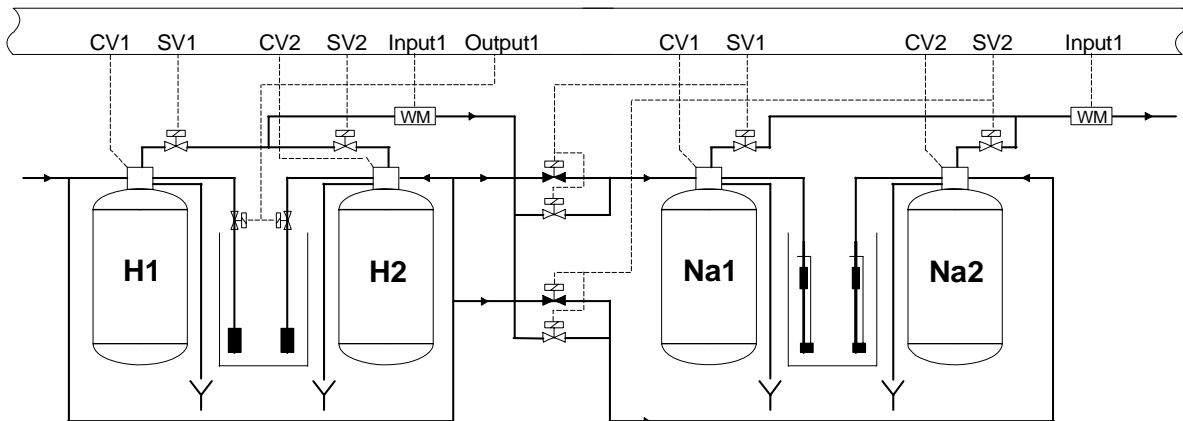 CV1 SV1 CV2 SV2 Input1 Output1 CV1 SV1 CV2 SV2 Input1
WM WM
H1 H2 Na1 Na2